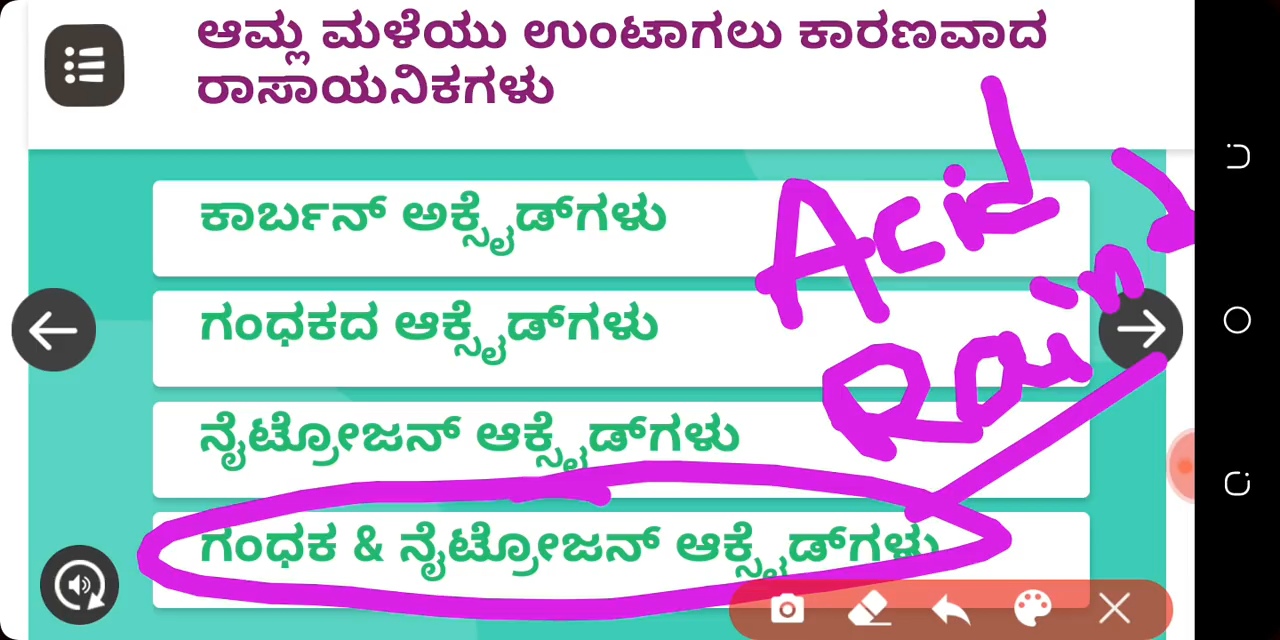 ಆಮ್ಲ ಮಳೆಯು ಉಂಟಾಗಲು ಕಾರಣವಾದ
ರಾಸಾಯನಿಕಗಳು
ಕಾರ್ಬನ್ ಅಕ್ಸೈಡ್‌ಗಳು
ಗಂಧಕದ ಆಕ್ಸೈಡ್‌ಗಳು
ನೈಟ್ರೋಜನ್ ಆಕ್ಸೈಡ್‌ಗಳು
ಗಂಧಕ & ನೈಟ್ರೋಜನ್ ಆಕ್ಸೈಡ್‌ಗಳು
Acid
Rain